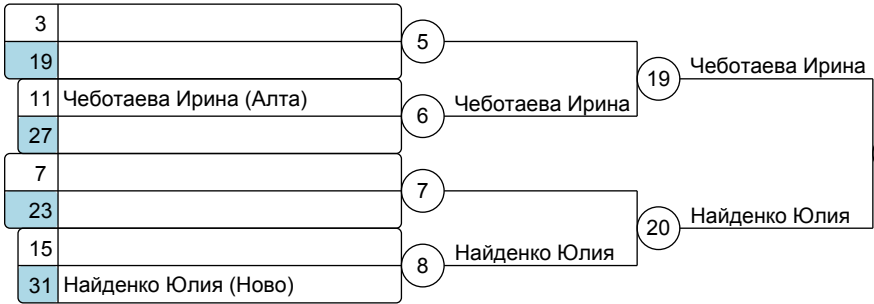 3
5
19
19
Чеботаева Ирина
11 Чеботаева Ирина (Алта)
6
Чеботаева Ирина
27
7
7
23
20
Найденко Юлия
15
8
Найденко Юлия
31 Найденко Юлия (Ново)